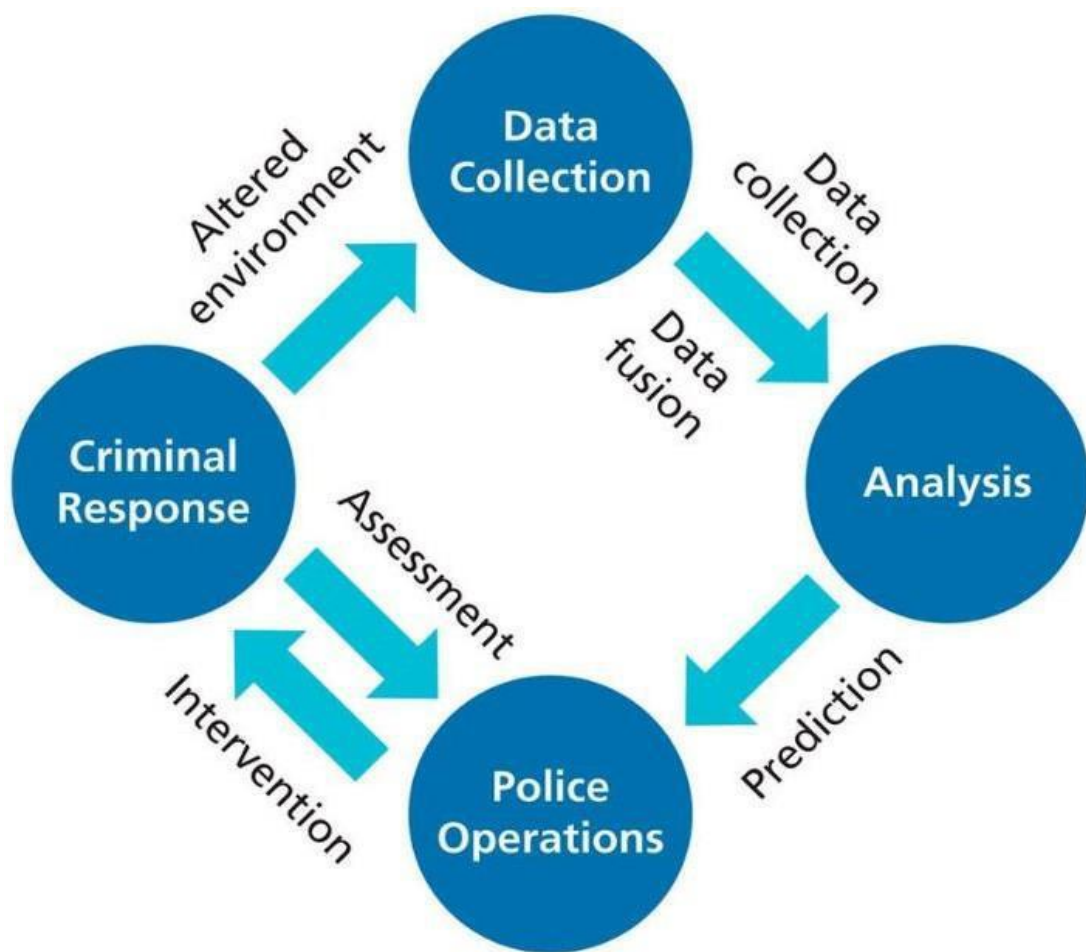 Data
Collection
Data
collection
Data
fusion
Analysis
Prediction
Police
Operations
Intervention
Assessment
Criminal
Response
Altered
environment